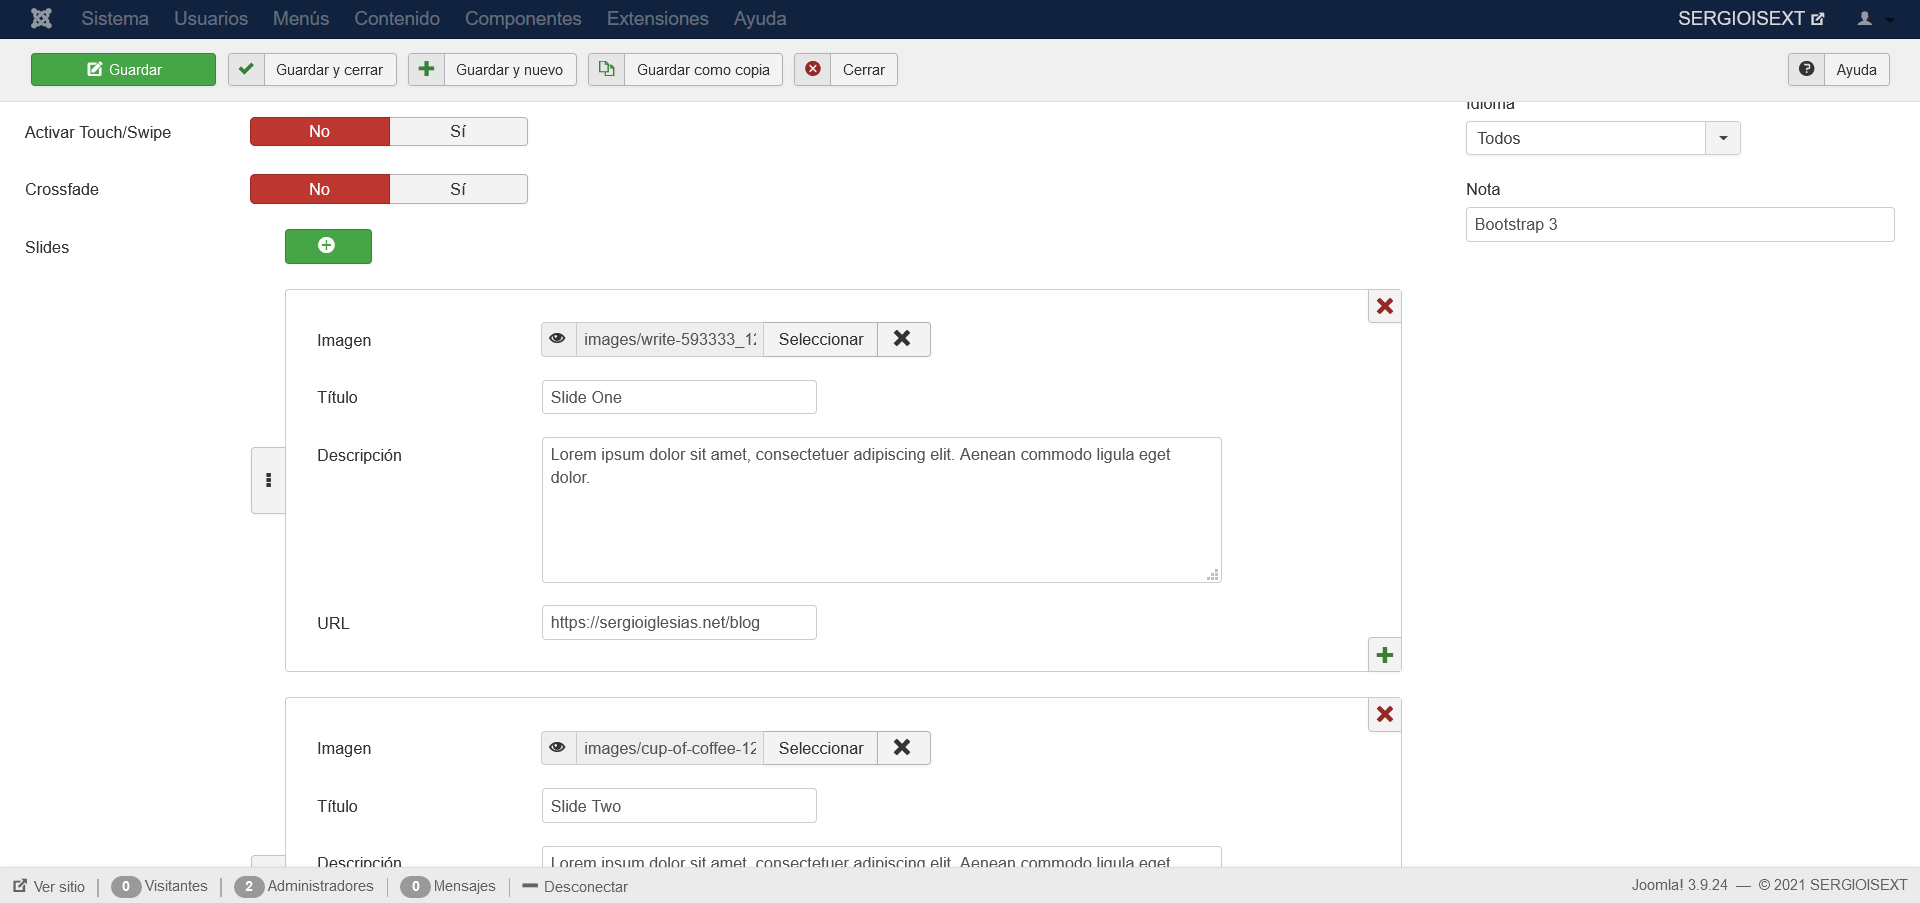 Sistema Usuarios Menús Contenido Componentes Extensiones Ayuda SERGIOISEXT
Guardar Guardar y cerrar Guardar y nuevo Guardar como copia Cerrar Ayuda
Idioma
Activar Touch/Swipe No Sí
Todos
Crossfade No Sí
Nota
Bootstrap 3
Slides
Imagen images/write-593333_12 Seleccionar
Título Slide One
Descripción Lorem ipsum dolor sit amet, consectetuer adipiscing elit. Aenean commodo ligula eget
dolor.
URL https://sergioiglesias.net/blog
Imagen images/cup-of-coffee-12 Seleccionar
Título Slide Two
Descripción Lorem ipsum dolor sit amet, consectetuer adipiscing elit. Aenean commodo ligula eget
Ver sitio | 0 Visitantes | 2 Administradores | 0 Mensajes | Desconectar Joomla! 3.9.24 — © 2021 SERGIOISEXT